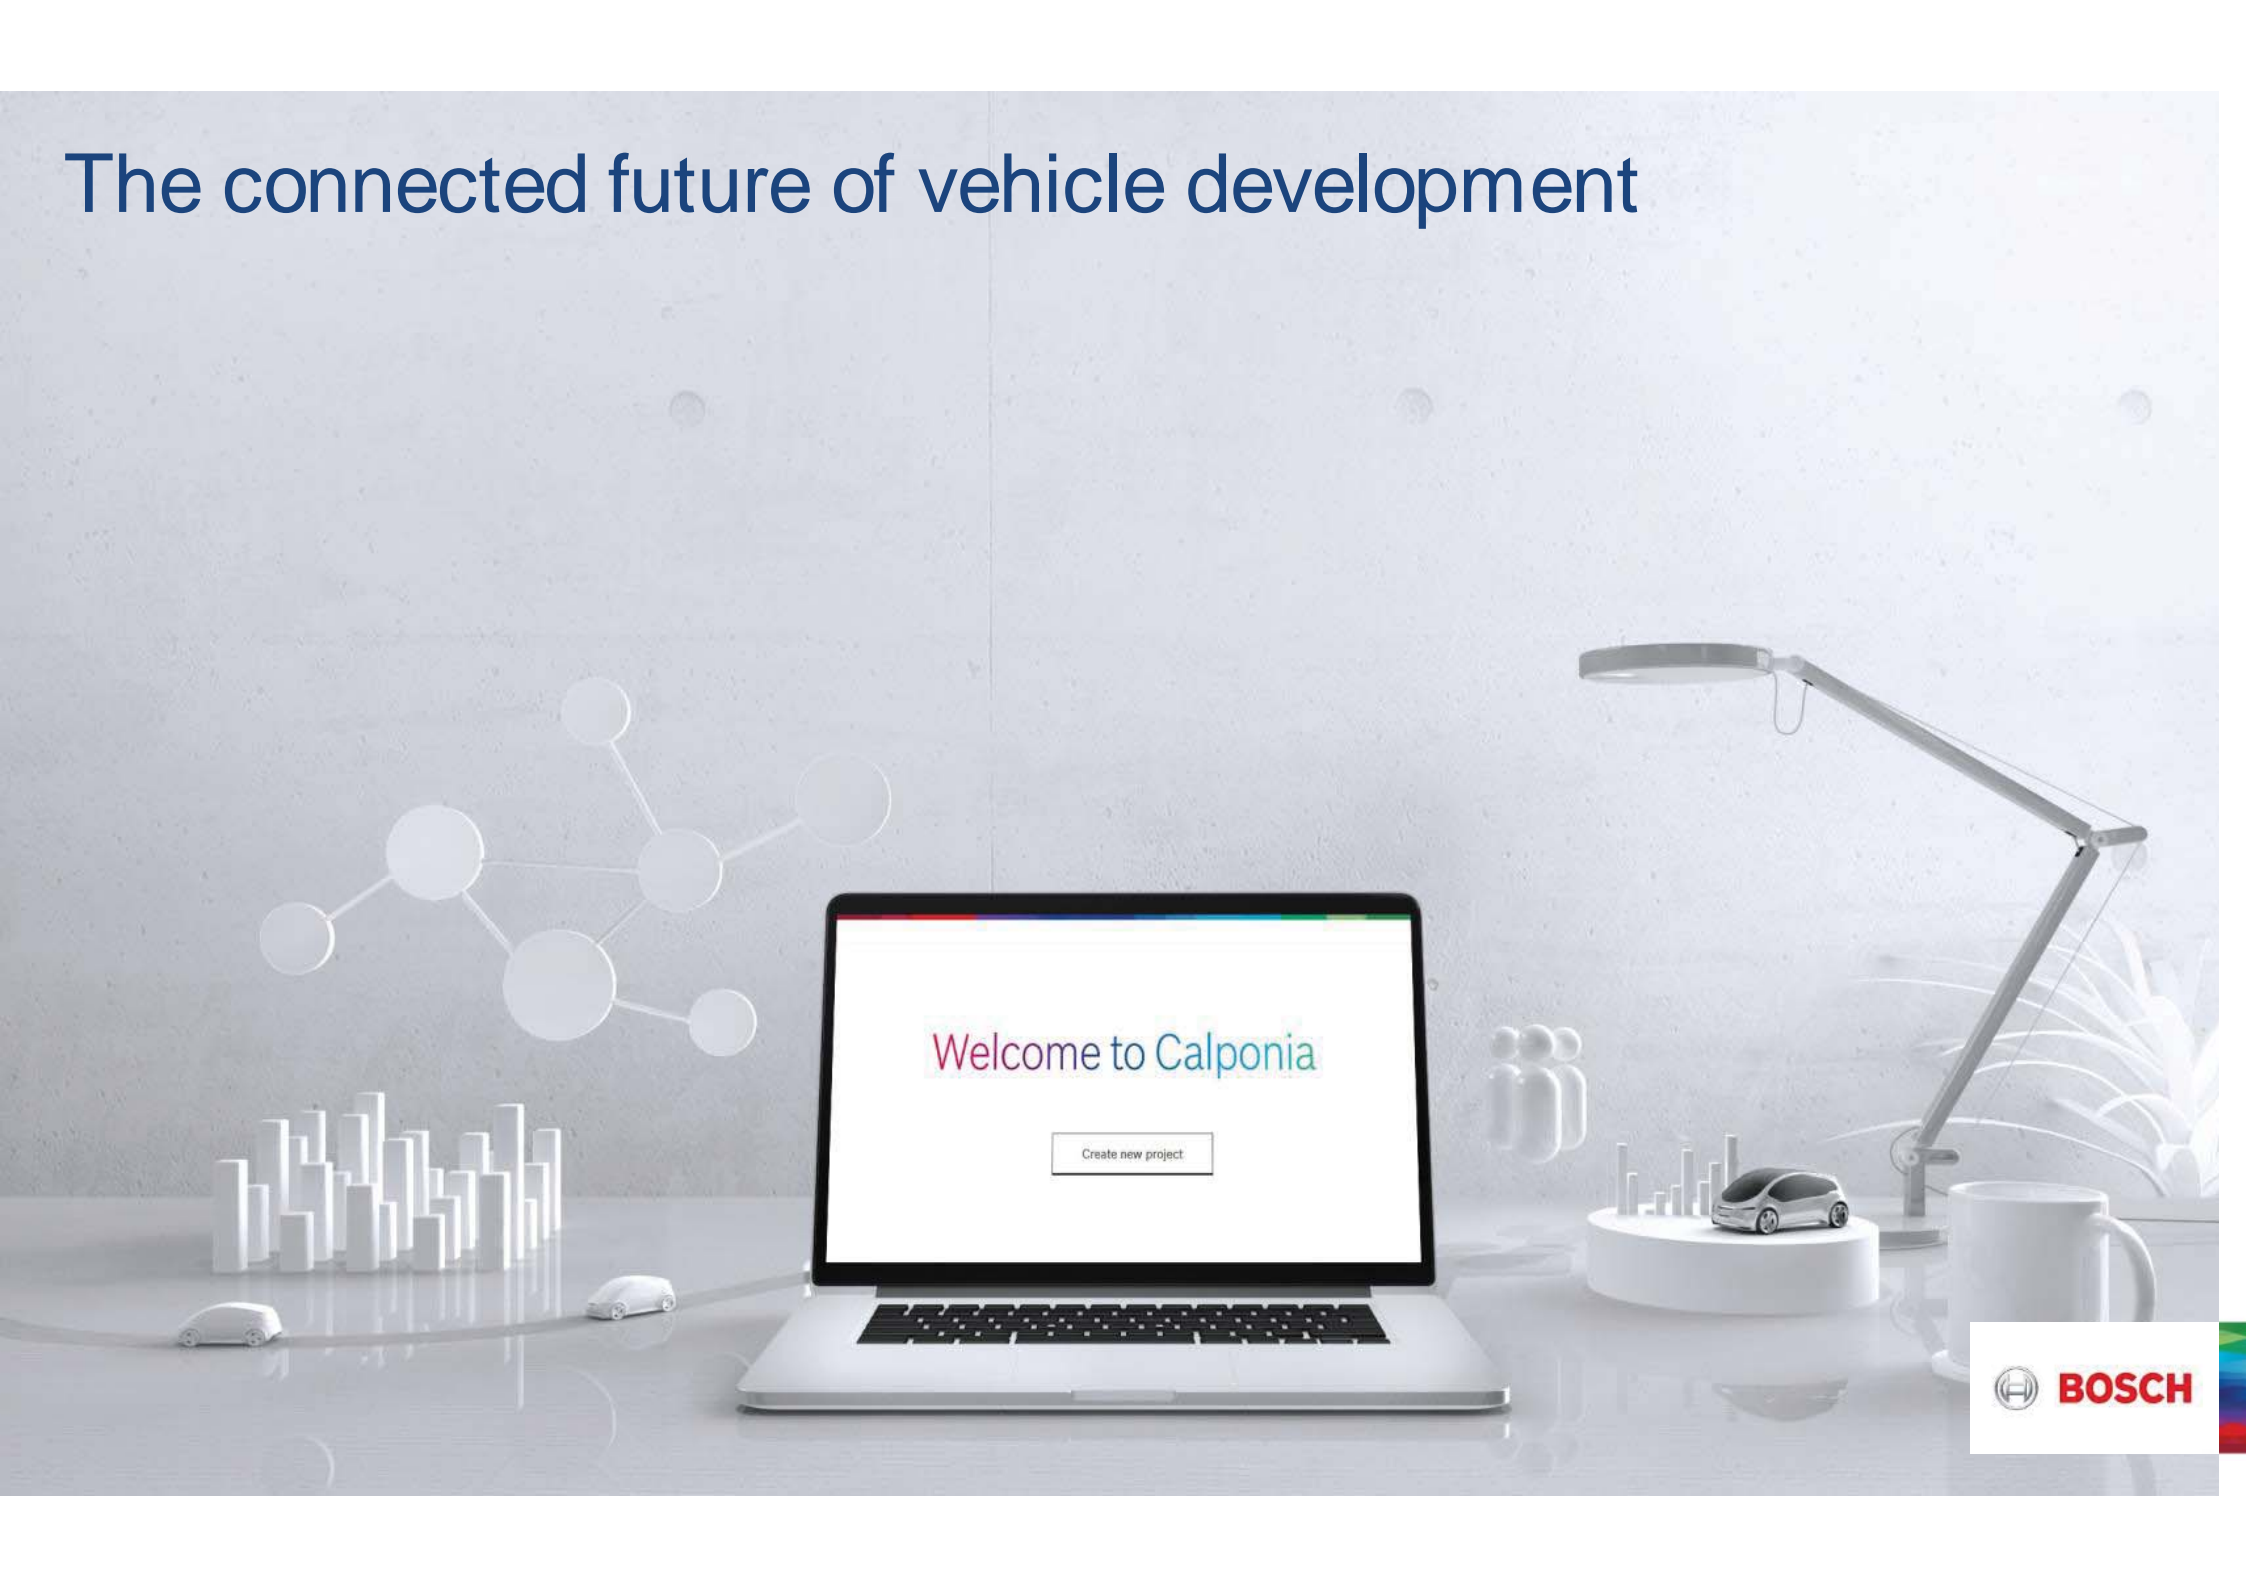 The connected future of vehicle development
Welcome to Calponia
Create new project
BOSCH